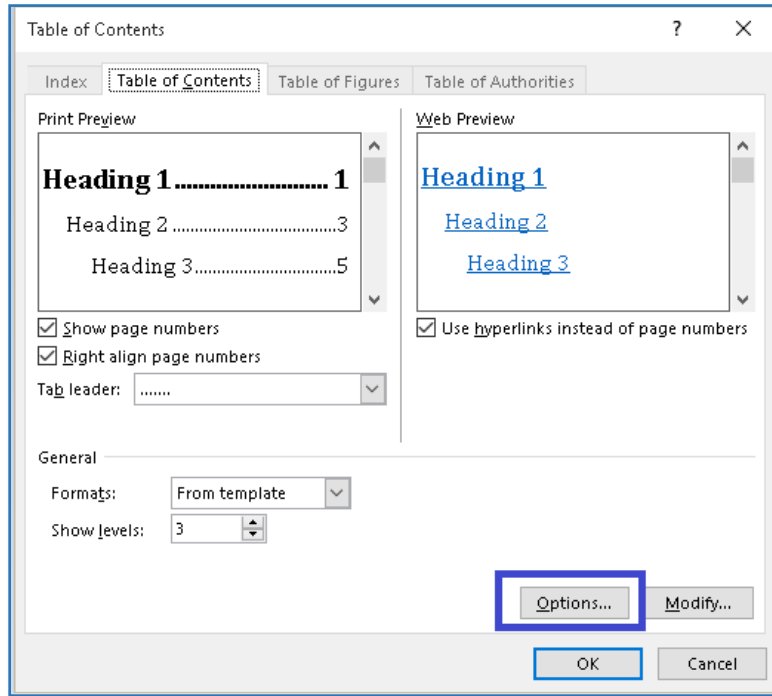 Table of Contents ? ×
Index Table of Contents Table of Figures Table of Authorities
Print Preview
Heading 1............................ 1
Heading 2......................................3
Heading 3.................................5
Show page numbers
Right align page numbers
Tab leader: .......
Web Preview
Heading 1
Heading 2
Heading 3
Use hyperlinks instead of page numbers
General
Formats: From template
Show levels: 3
Options... Modify...
OK Cancel